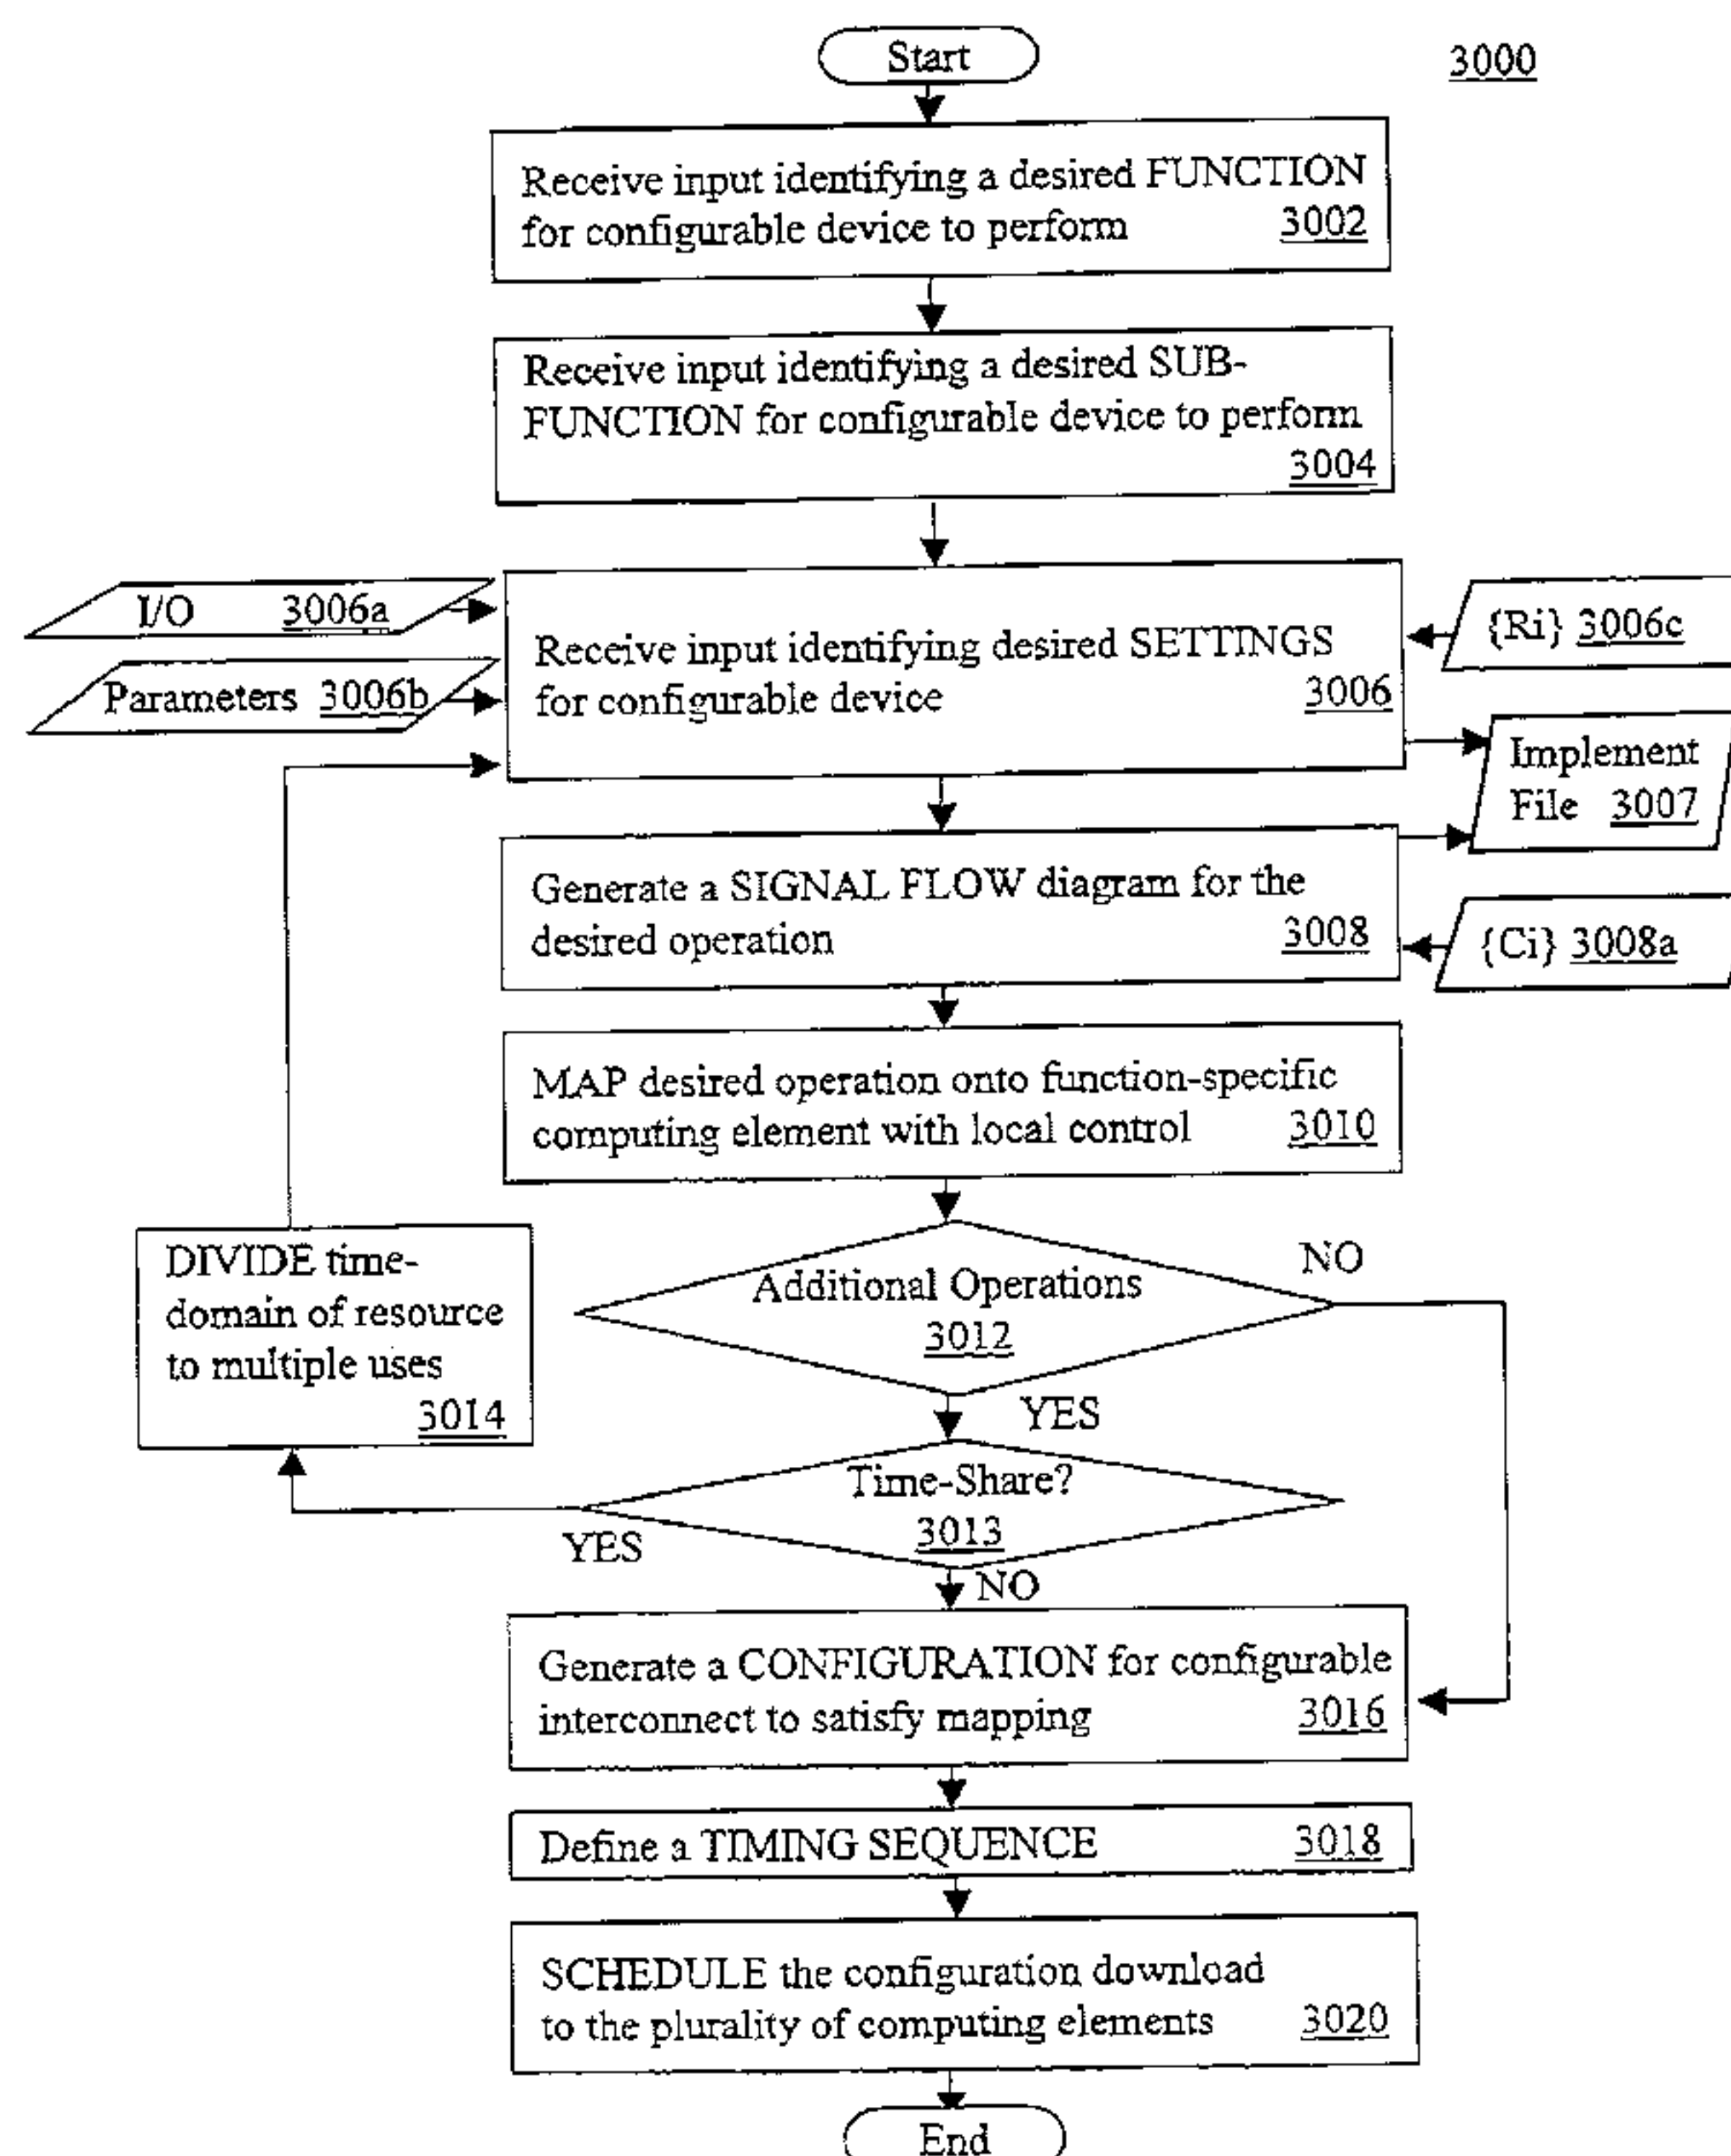 Start
3000
Receive input identifying a desired FUNCTION
for configurable device to perform 3002
Receive input identifying a desired SUB-
FUNCTION for configurable device to perform
3004
I/O 3006a
Parameters 3006b
Receive input identifying desired SETTINGS
for configurable device 3006
{Ri} 3006c
Implement
File 3007
Generate a SIGNAL FLOW diagram for the
desired operation 3008
{Ci} 3008a
MAP desired operation onto function-specific
computing element with local control 3010
Additional Operations
3012
NO
YES
DIVIDE time-
domain of resource
to multiple uses
3014
Time-Share?
3013
YES
NO
Generate a CONFIGURATION for configurable
interconnect to satisfy mapping 3016
Define a TIMING SEQUENCE 3018
SCHEDULE the configuration download
to the plurality of computing elements 3020
End